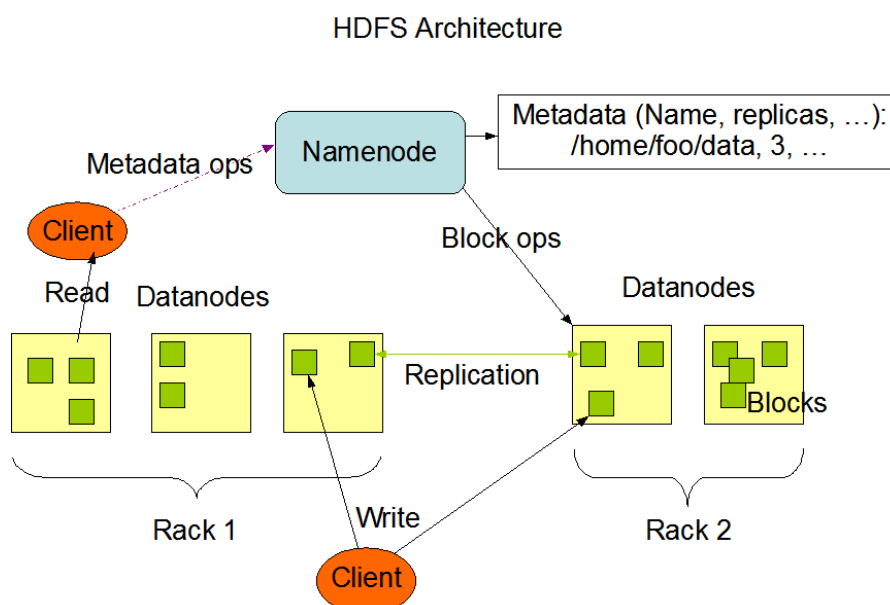 HDFS Architecture
Metadata (Name, replicas, …):
/home/foo/data, 3, …
Namenode
Metadata ops
Client
Block ops
Read
Datanodes
Datanodes
Replication
Blocks
Rack 1
Write
Rack 2
Client